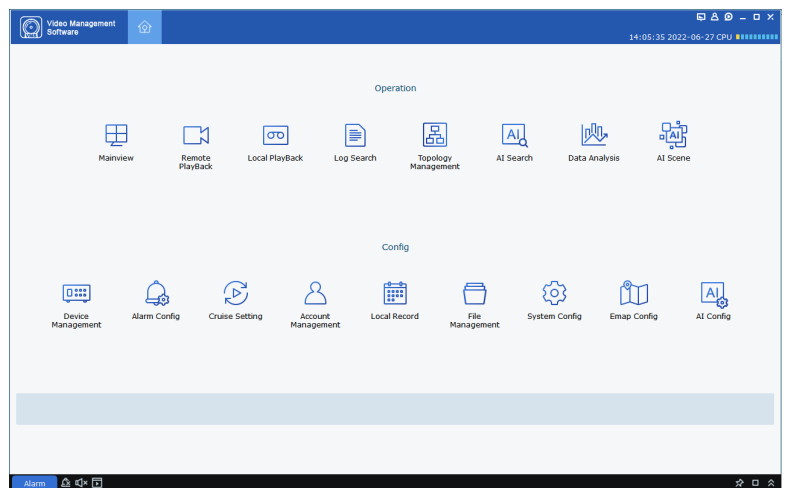 Video Management
Software
14:05:35 2022-06-27 CPU
Operation
Mainview
Remote
PlayBack
Local PlayBack
Log Search
Topology
Management
AI Search
Data Analysis
AI Scene
Config
Device
Management
Alarm Config
Cruise Setting
Account
Management
Local Record
File
Management
System Config
Emap Config
AI Config
Alarm